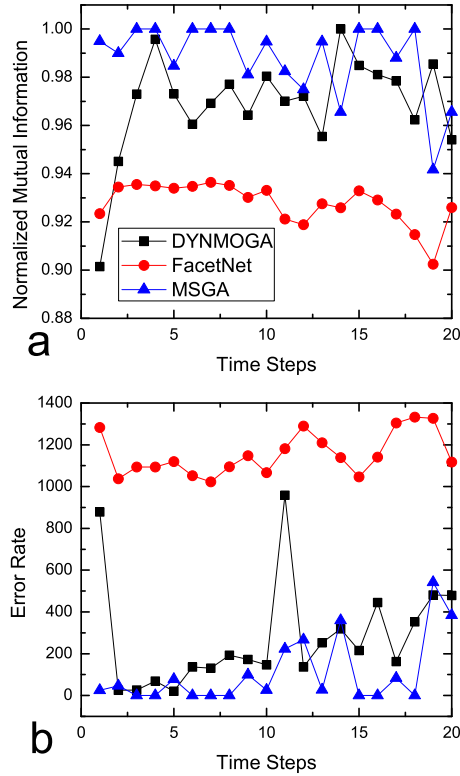 Normalized Mutual Information
1.00
0.98
0.96
0.94
0.92
0.90
0.88
DYNMOGA
FacetNet
MSGA
0 5 10 15 20
a
Time Steps
Error Rate
1400
1200
1000
800
600
400
200
0
0 5 10 15 20
b
Time Steps